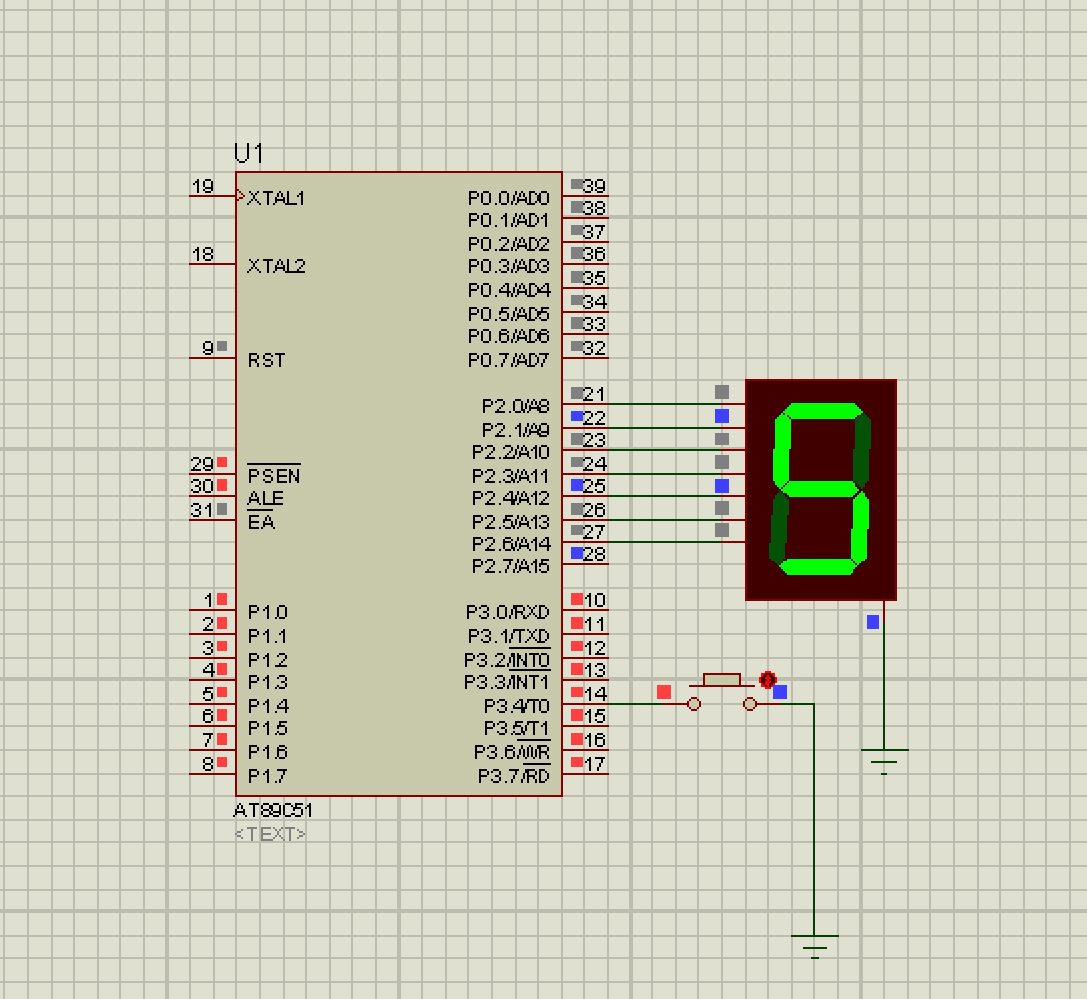 U1
19 XTAL1
18 XTAL2
9 RST
29 PSEN
30 ALE
31 EA
1 P1.0
2 P1.1
3 P1.2
4 P1.3
5 P1.4
6 P1.5
7 P1.6
8 P1.7
P0.0/AD0 39
P0.1/AD1 38
P0.2/AD2 37
P0.3/AD3 36
P0.4/AD4 35
P0.5/AD5 34
P0.6/AD6 33
P0.7/AD7 32
P2.0/A8 21
P2.1/A9 22
P2.2/A10 23
P2.3/A11 24
P2.4/A12 25
P2.5/A13 26
P2.6/A14 27
P2.7/A15 28
P3.0/RXD 10
P3.1/TXD 11
P3.2/INT0 12
P3.3/INT1 13
P3.4/T0 14
P3.5/T1 15
P3.6/WR 16
P3.7/RD 17
AT89C51
<TEXT>
5